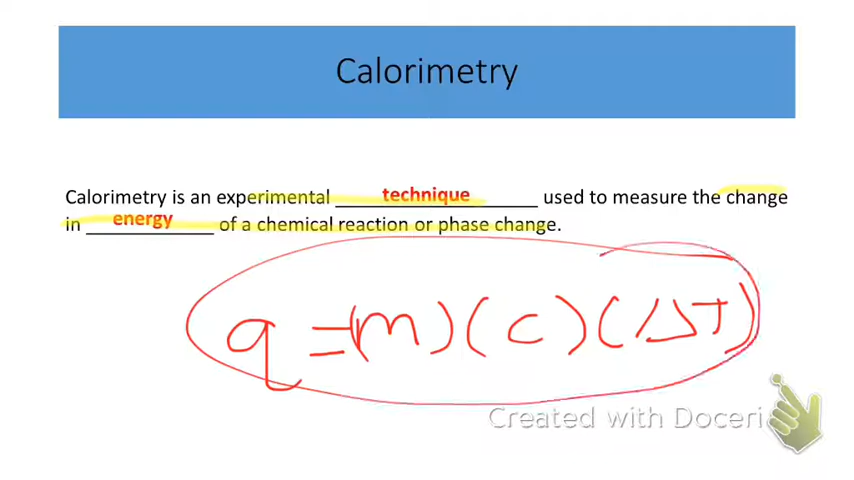 Calorimetry
Calorimetry is an experimental technique used to measure the change
in energy of a chemical reaction or phase change.
q = (m) (c) (ΔT)
Created with Doceri